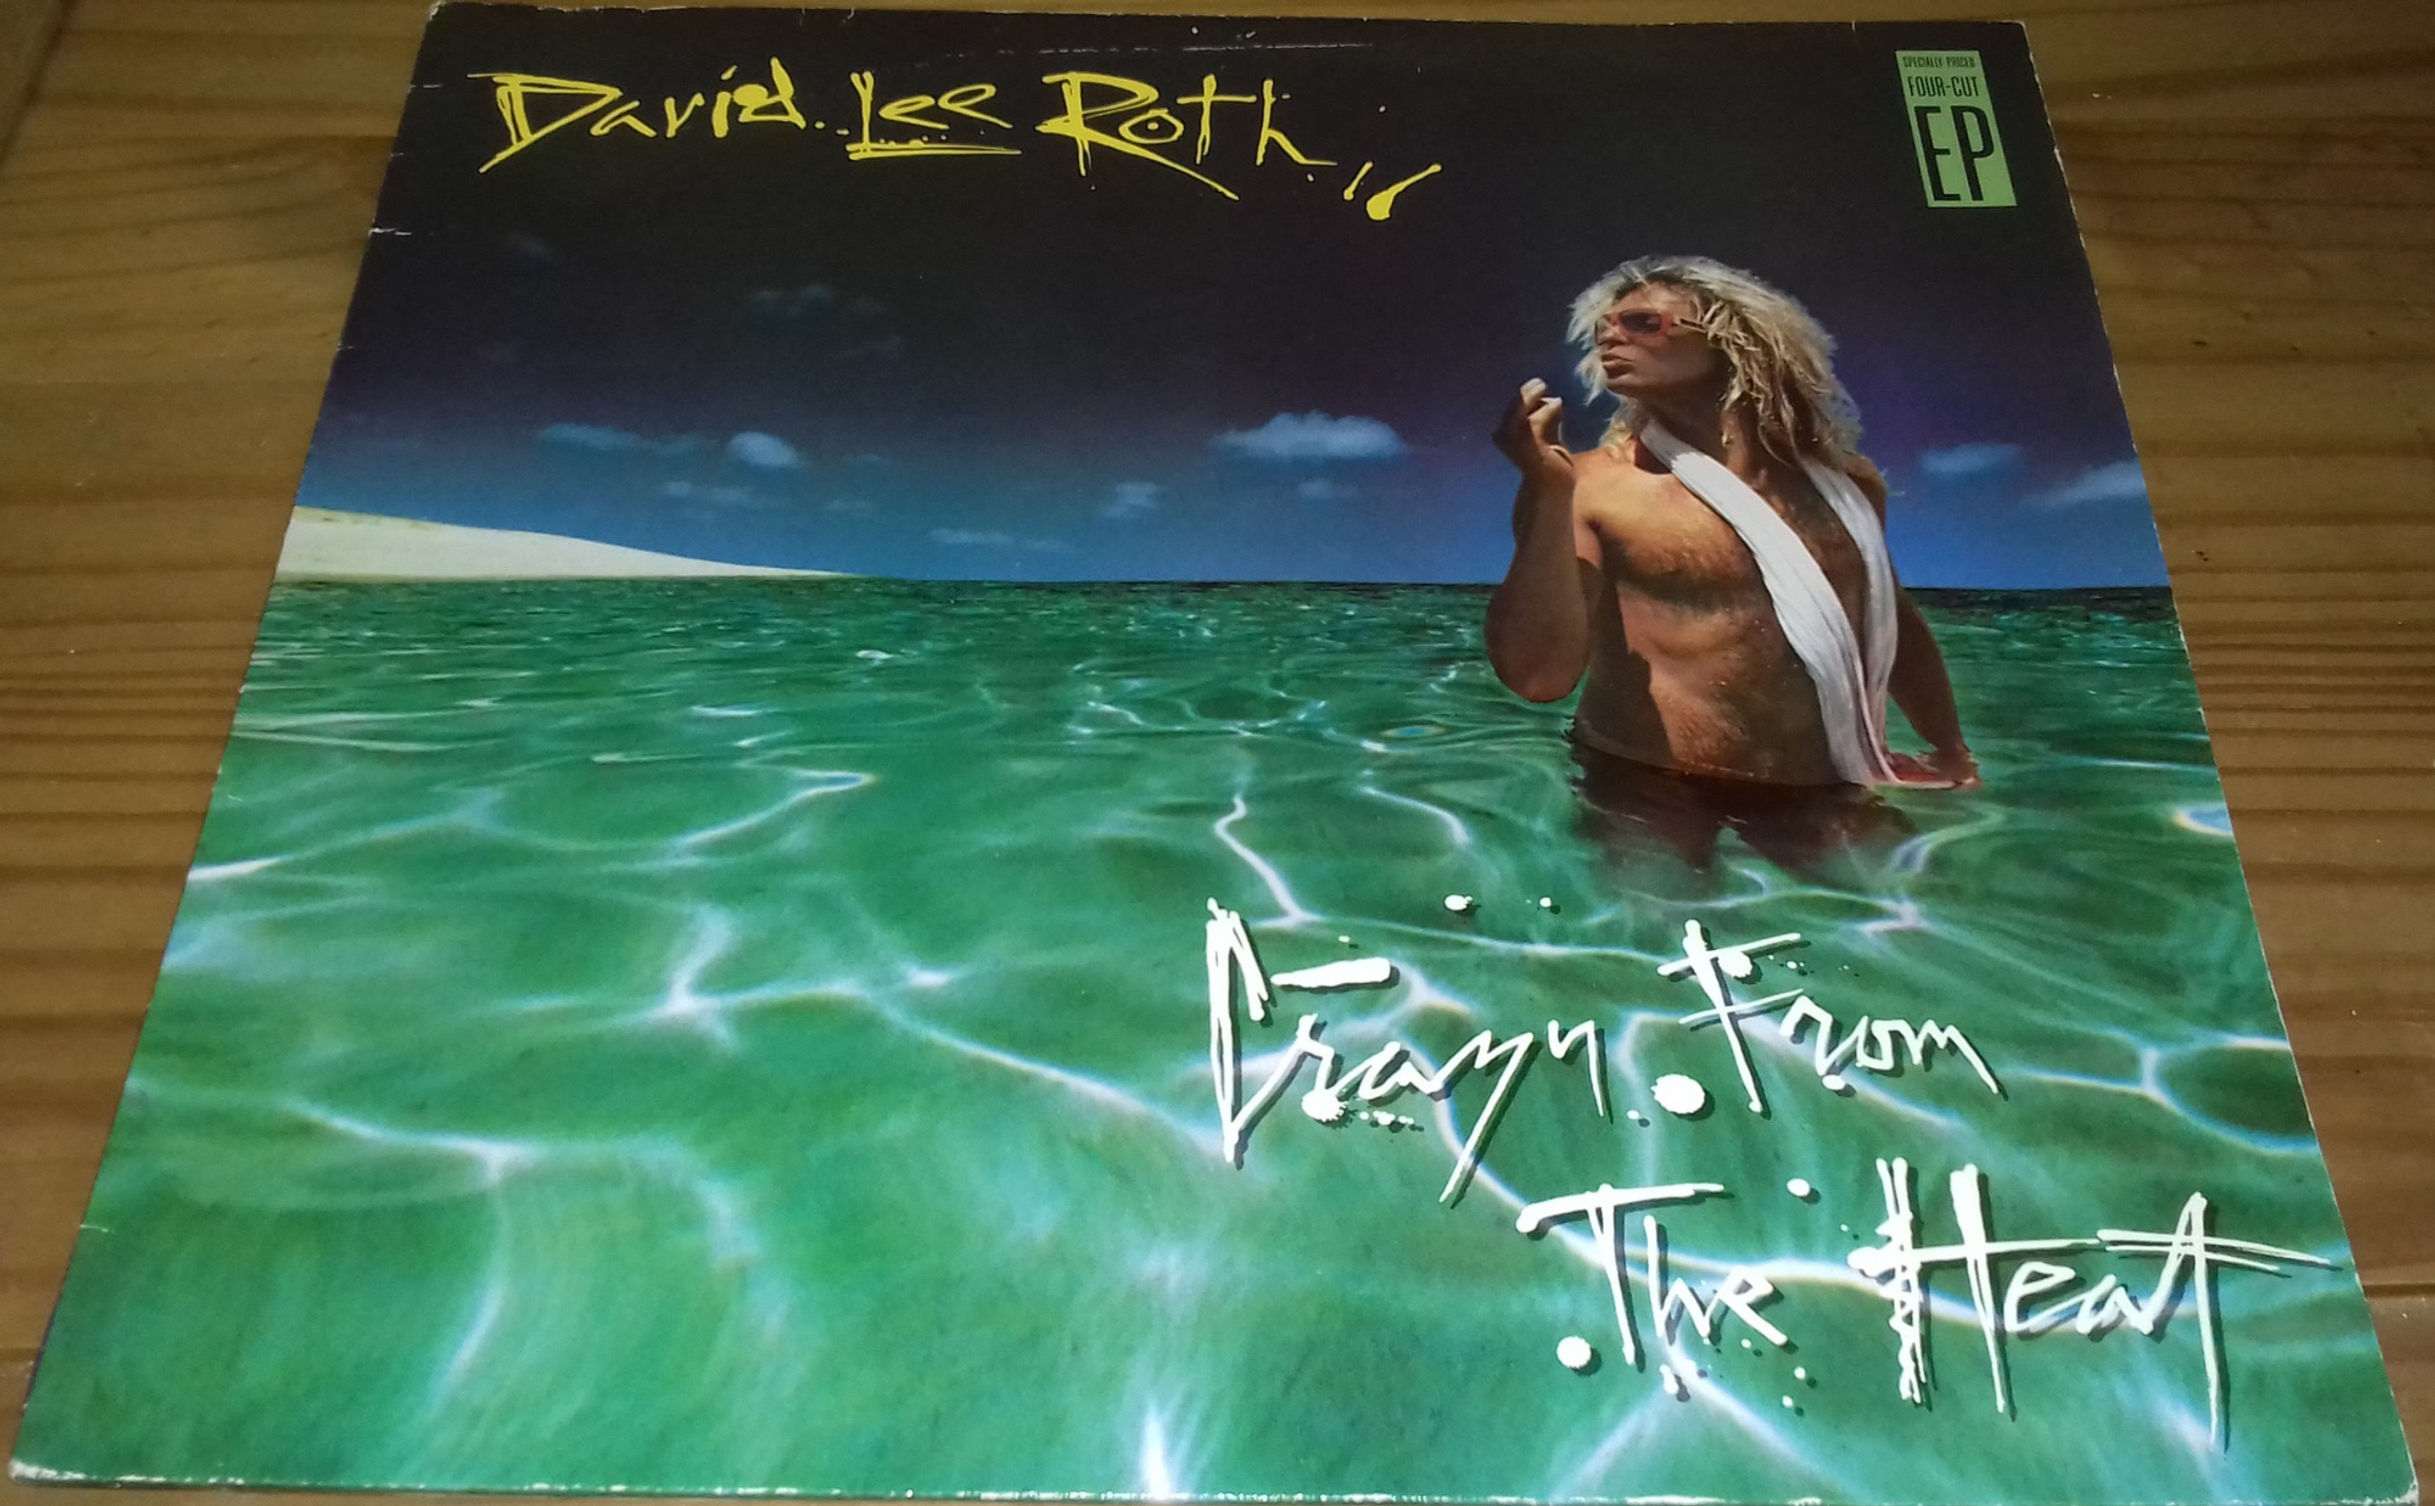 David Lee Roth
SPECIALLY PRICED
FOUR-CUT
EP
Crazy From
The Heat